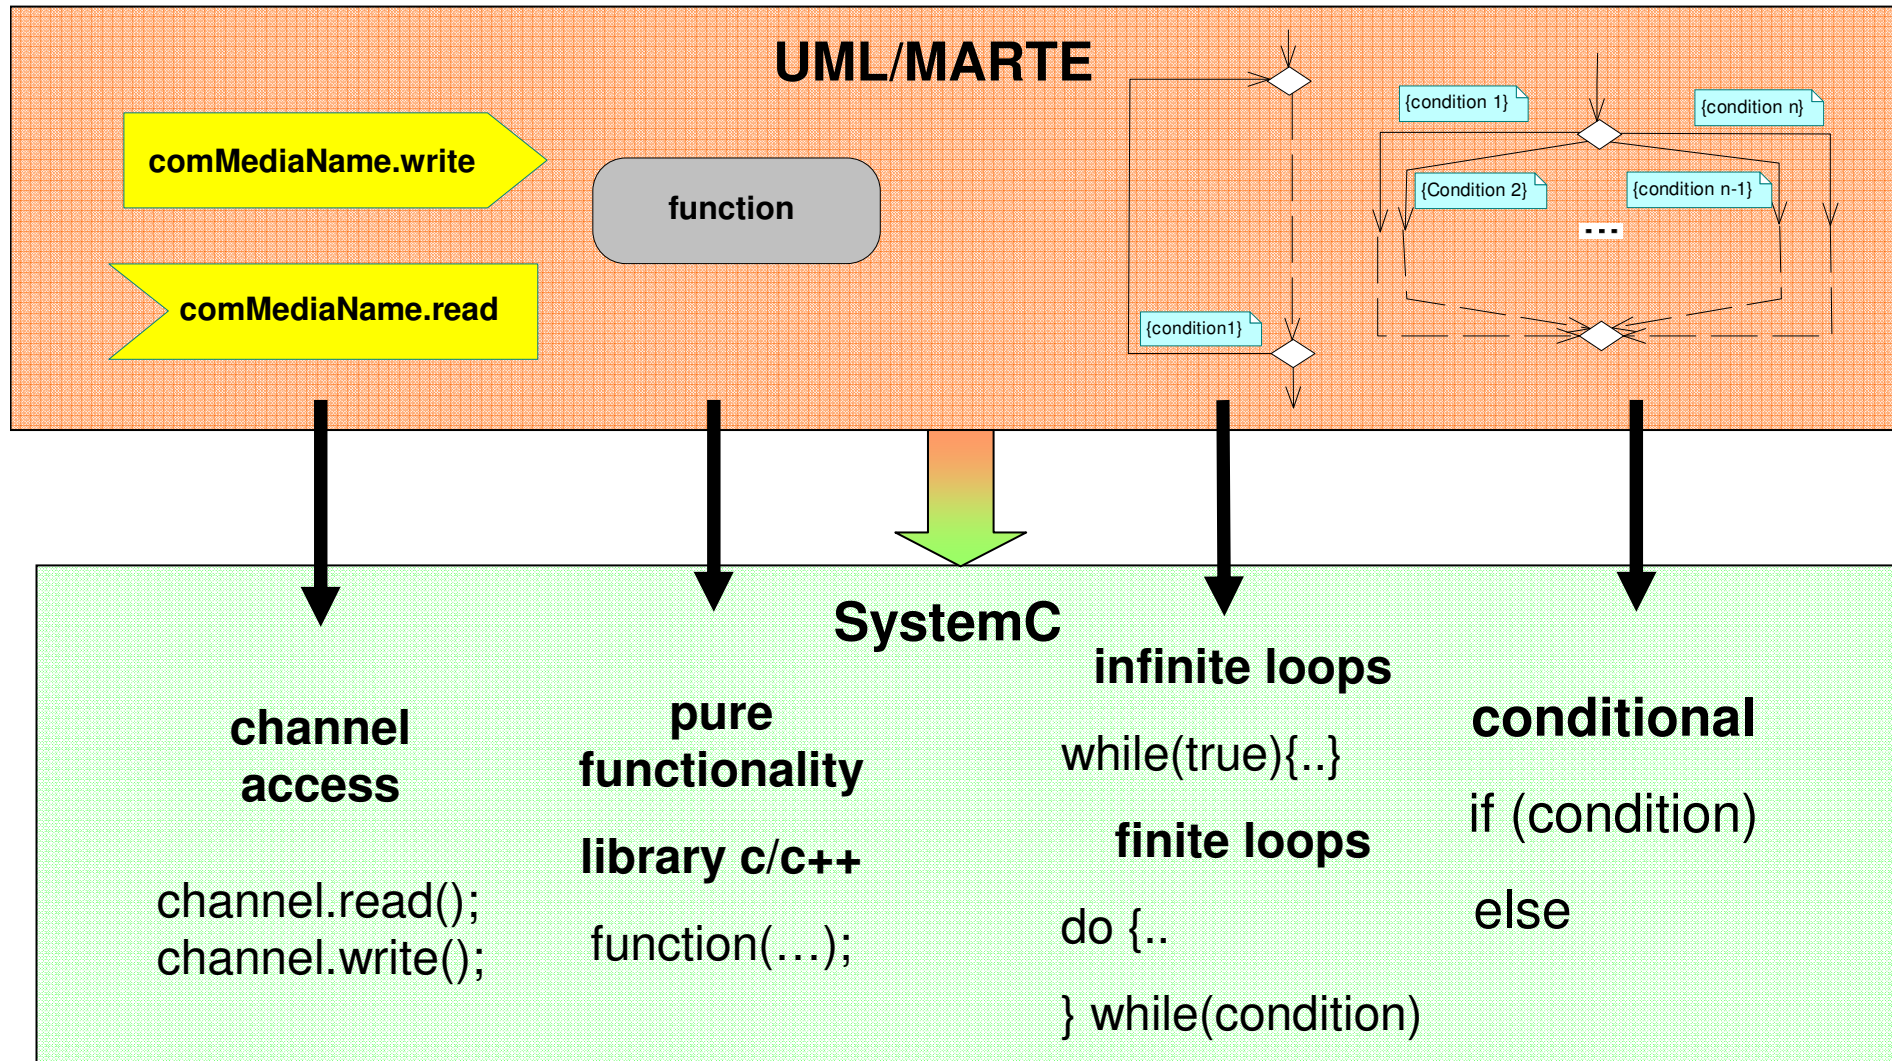 UML/MARTE
comMediaName.write
function
comMediaName.read
{condition1}
{condition 1}
{condition n}
{Condition 2}
{condition n-1}
...
SystemC
channel
access
channel.read();
channel.write();
pure
functionality
library c/c++
function(...);
infinite loops
while(true){..}
finite loops
do {..
} while(condition)
conditional
if (condition)
else